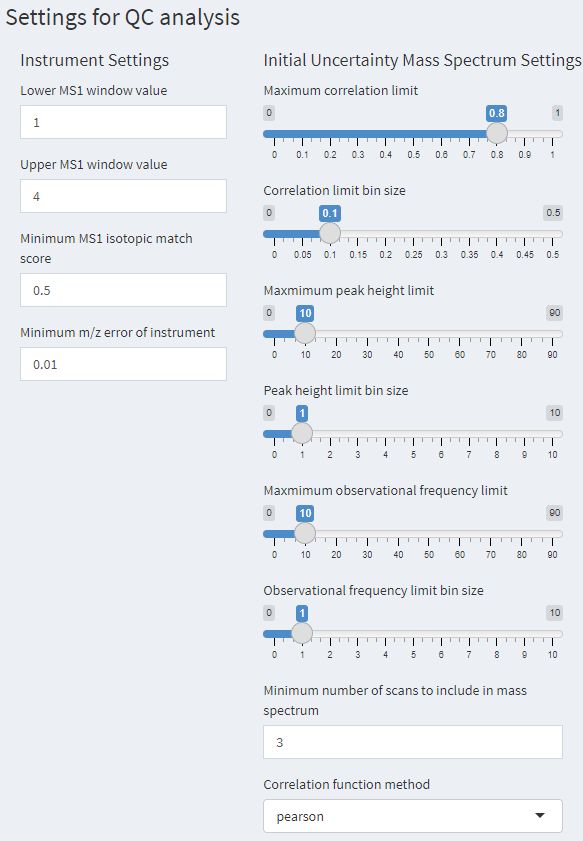 Settings for QC analysis
Instrument Settings
Lower MS1 window value
1
Upper MS1 window value
4
Minimum MS1 isotopic match
score
0.5
Minimum m/z error of instrument
0.01
Initial Uncertainty Mass Spectrum Settings
Maximum correlation limit
0 0.8 1
0 0.1 0.2 0.3 0.4 0.5 0.6 0.7 0.8 0.9 1
Correlation limit bin size
0 0.1 0.5
0 0.05 0.1 0.15 0.2 0.25 0.3 0.35 0.4 0.45 0.5
Maxmimum peak height limit
0 10 90
0 10 20 30 40 50 60 70 80 90
Peak height limit bin size
0 1 10
0 1 2 3 4 5 6 7 8 9 10
Maxmimum observational frequency limit
0 10 90
0 10 20 30 40 50 60 70 80 90
Observational frequency limit bin size
0 1 10
0 1 2 3 4 5 6 7 8 9 10
Minimum number of scans to include in mass
spectrum
3
Correlation function method
pearson